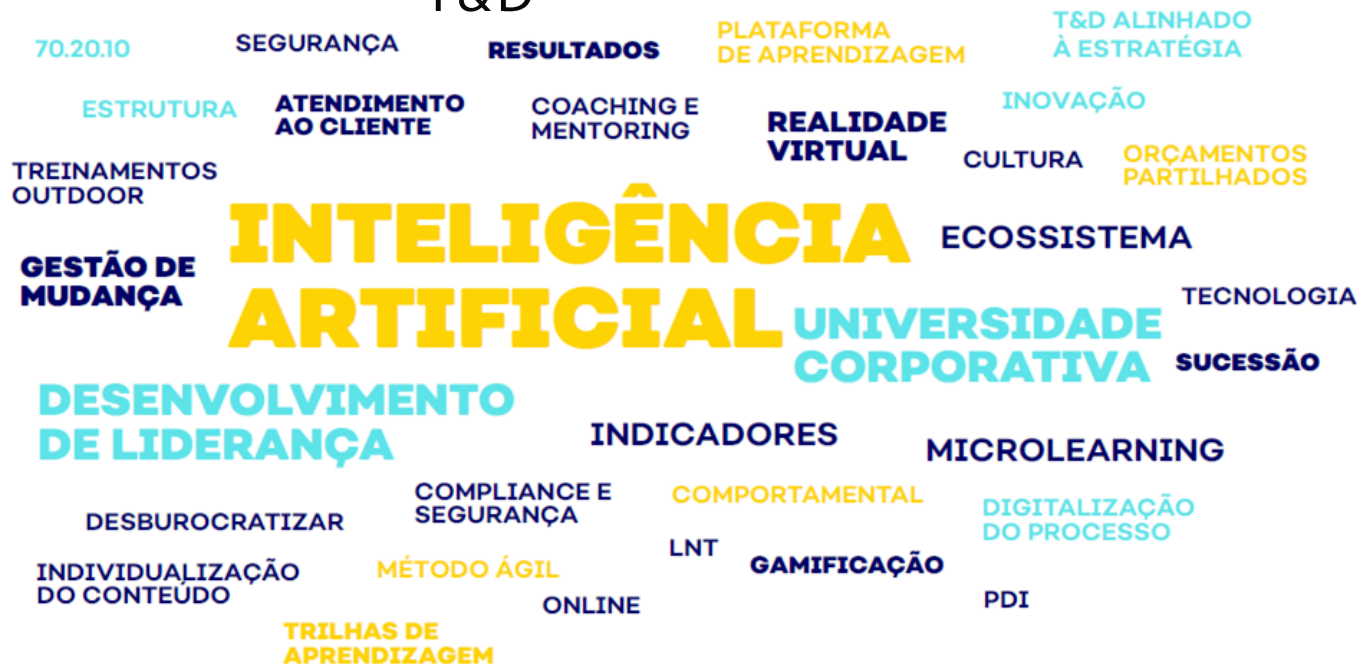 T&D
70.20.10
SEGURANÇA
RESULTADOS
PLATAFORMA
DE APRENDIZAGEM
T&D ALINHADO
À ESTRATÉGIA
ESTRUTURA
ATENDIMENTO
AO CLIENTE
COACHING E
MENTORING
REALIDADE
VIRTUAL
INOVAÇÃO
CULTURA
ORÇAMENTOS
PARTILHADOS
TREINAMENTOS
OUTDOOR
INTELIGÊNCIA
ARTIFICIAL
ECOSSISTEMA
GESTÃO DE
MUDANÇA
TECNOLOGIA
UNIVERSIDADE
CORPORATIVA
SUCESSÃO
DESENVOLVIMENTO
DE LIDERANÇA
INDICADORES
MICROLEARNING
COMPLIANCE E
SEGURANÇA
COMPORTAMENTAL
DIGITALIZAÇÃO
DO PROCESSO
DESBUROCRATIZAR
LNT
GAMIFICAÇÃO
INDIVIDUALIZAÇÃO
DO CONTEÚDO
MÉTODO ÁGIL
ONLINE
PDI
TRILHAS DE
APRENDIZAGEM